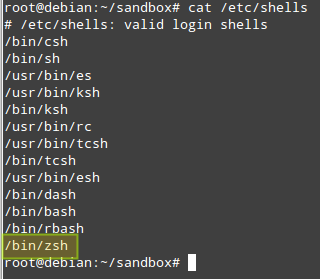 root@debian:~/sandbox# cat /etc/shells
# /etc/shells: valid login shells
/bin/csh
/bin/sh
/usr/bin/es
/usr/bin/ksh
/bin/ksh
/usr/bin/rc
/usr/bin/tcsh
/bin/tcsh
/usr/bin/esh
/bin/dash
/bin/bash
/bin/rbash
/bin/zsh
root@debian:~/sandbox#